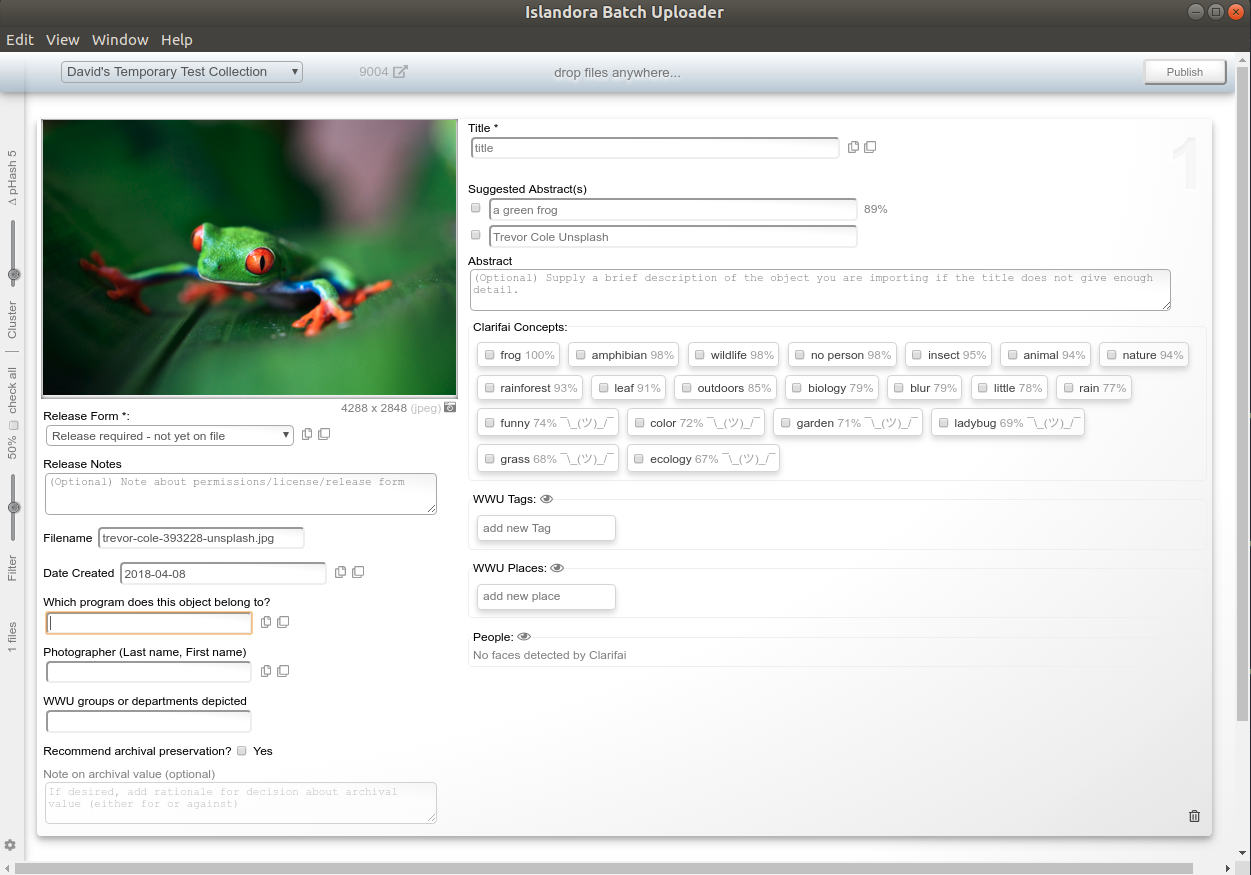 Islandora Batch Uploader
Edit View Window Help
David's Temporary Test Collection
9004
drop files anywhere...
Publish
Δ pHash 5
Cluster
check all
50%
Filter
1 files
4288 x 2848 (jpeg)
Release Form *:
Release required - not yet on file
Release Notes
(Optional) Note about permissions/license/release form
Filename trevor-cole-393228-unsplash.jpg
Date Created 2018-04-08
Which program does this object belong to?
Photographer (Last name, First name)
WWU groups or departments depicted
Recommend archival preservation? Yes
Note on archival value (optional)
If desired, add rationale for decision about archival
value (either for or against)
1
Title *
title
Suggested Abstract(s)
a green frog 89%
Trevor Cole Unsplash
Abstract
(Optional) Supply a brief description of the object you are importing if the title does not give enough
detail.
Clarifai Concepts:
frog 100% amphibian 98% wildlife 98% no person 98% insect 95% animal 94% nature 94%
rainforest 93% leaf 91% outdoors 85% biology 79% blur 79% little 78% rain 77%
funny 74% ¯\_(ツ)_/¯ color 72% ¯\_(ツ)_/¯ garden 71% ¯\_(ツ)_/¯ ladybug 69% ¯\_(ツ)_/¯
grass 68% ¯\_(ツ)_/¯ ecology 67% ¯\_(ツ)_/¯
WWU Tags:
add new Tag
WWU Places:
add new place
People:
No faces detected by Clarifai